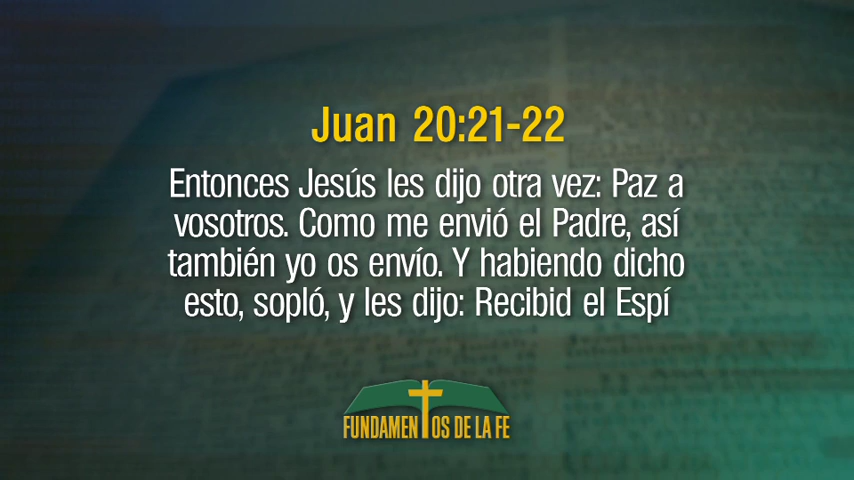 Juan 20:21-22
Entonces Jesús les dijo otra vez: Paz a
vosotros. Como me envió el Padre, así
también yo os envío. Y habiendo dicho
esto, sopló, y les dijo: Recibid el Espí
FUNDAMENTOS DE LA FE